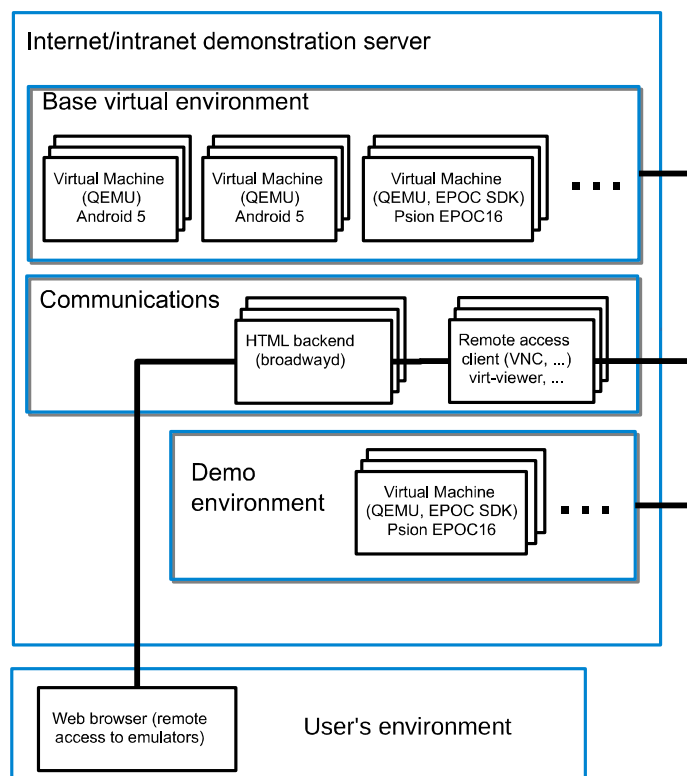 Internet/intranet demonstration server
Base virtual environment
Virtual Machine
(QEMU)
Android 5
Virtual Machine
(QEMU)
Android 5
Virtual Machine
(QEMU, EPOC SDK)
Psion EPOC16
...
Communications
HTML backend
(broadwayd)
Remote access
client (VNC, ...)
virt-viewer, ...
Demo
environment
Virtual Machine
(QEMU, EPOC SDK)
Psion EPOC16
...
Web browser (remote
access to emulators)
User's environment